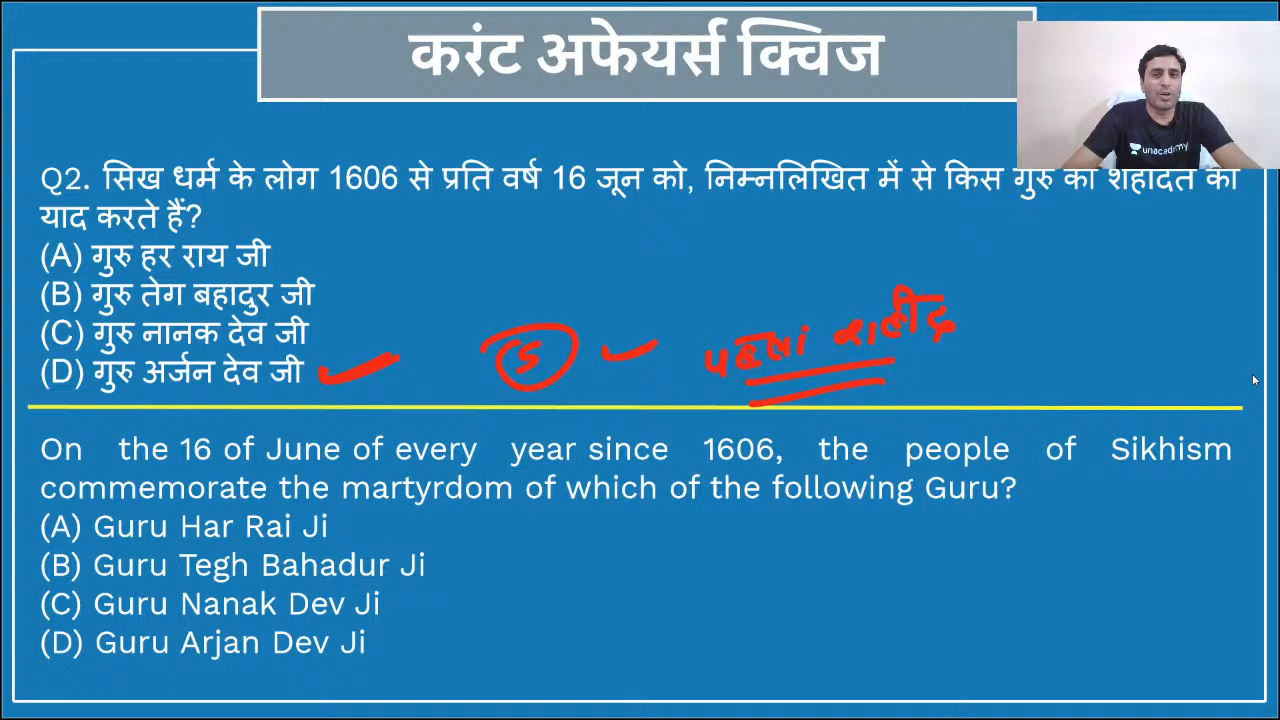 करंट अफेयर्स क्विज
unacademy
Q2. सिख धर्म के लोग 1606 से प्रति वर्ष 16 जून को, निम्नलिखित में से किस गुरु की शहादत को
याद करते हैं?
(A) गुरु हर राय जी
(B) गुरु तेग बहादुर जी
(C) गुरु नानक देव जी
(D) गुरु अर्जन देव जी
5 पहला शहीद
On the 16 of June of every year since 1606, the people of Sikhism
commemorate the martyrdom of which of the following Guru?
(A) Guru Har Rai Ji
(B) Guru Tegh Bahadur Ji
(C) Guru Nanak Dev Ji
(D) Guru Arjan Dev Ji